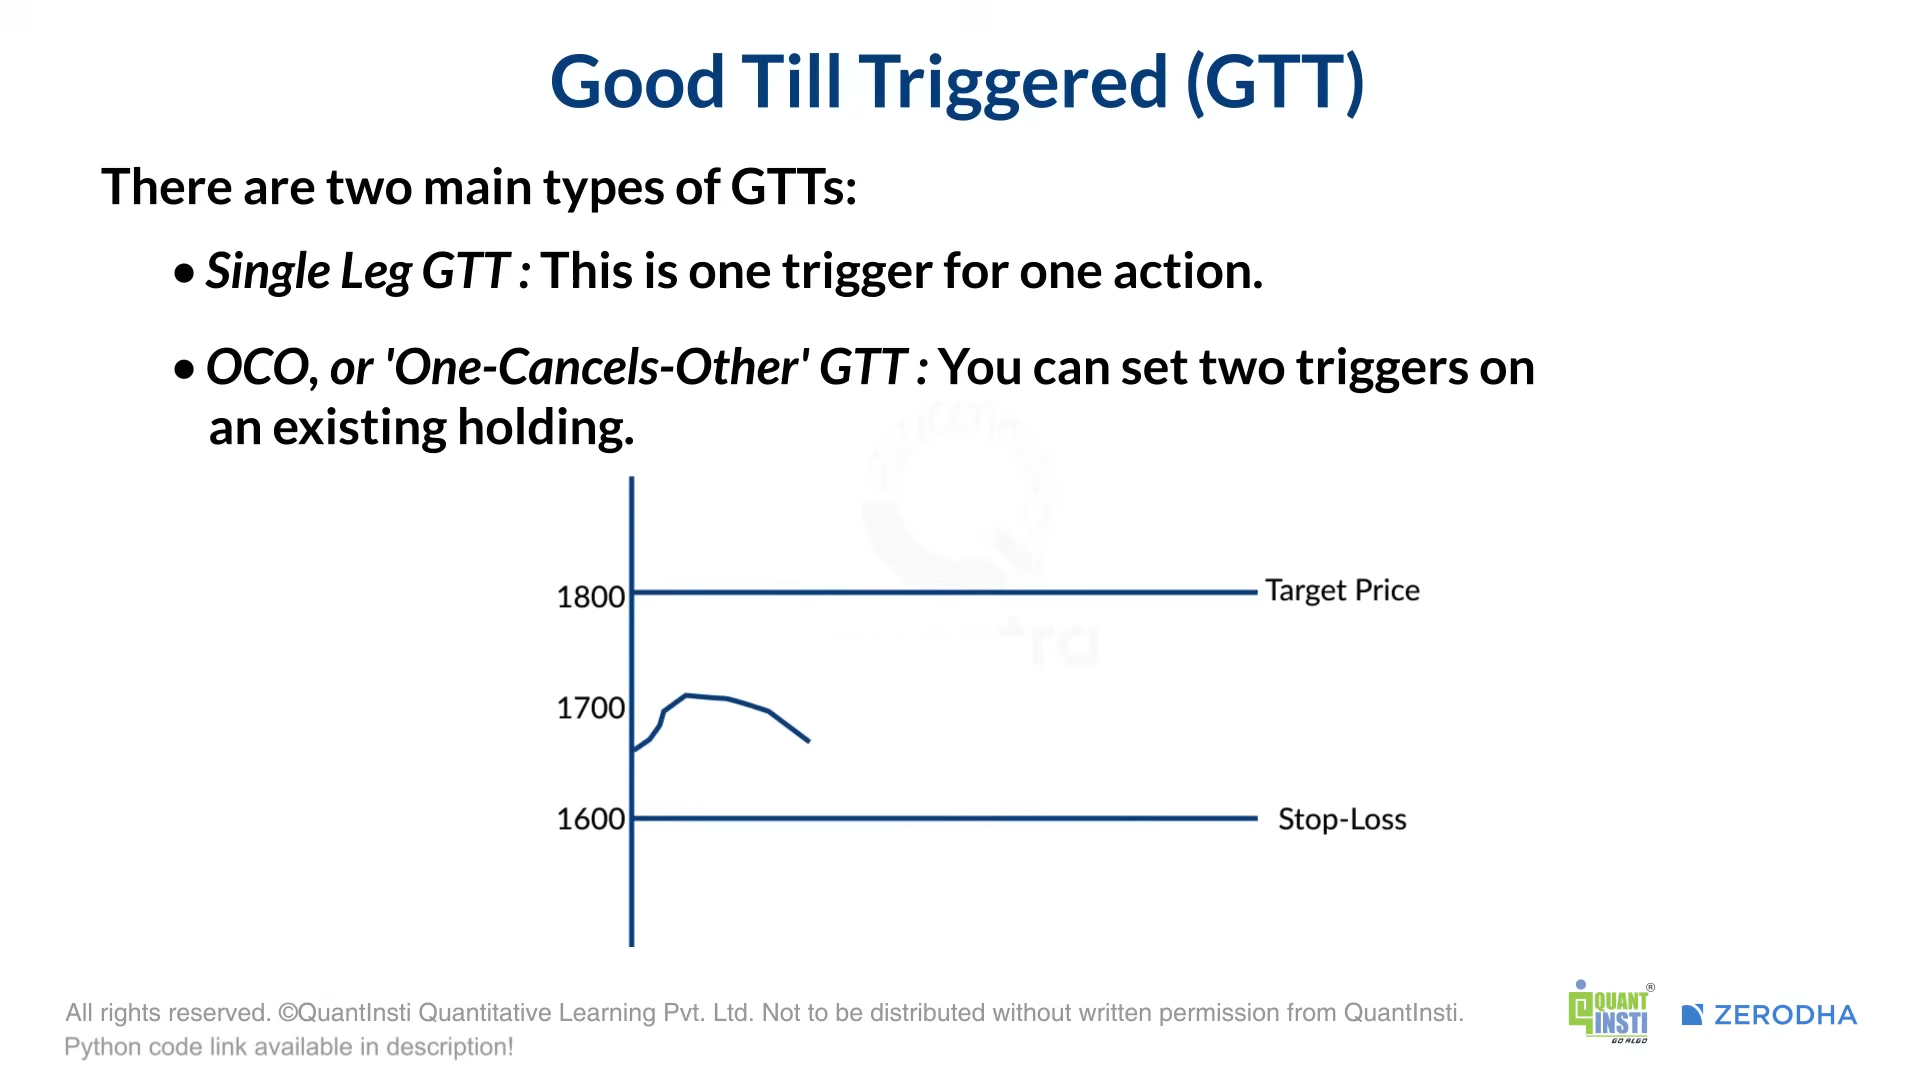 Good Till Triggered (GTT)
There are two main types of GTTs:
• Single Leg GTT : This is one trigger for one action.
• OCO, or 'One-Cancels-Other' GTT : You can set two triggers on
an existing holding.
1800
Target Price
1700
1600
Stop-Loss
All rights reserved. ©QuantInsti Quantitative Learning Pvt. Ltd. Not to be distributed without written permission from QuantInsti.
Python code link available in description!
QUANT
INSTI
®
GO ALGO
ZERODHA